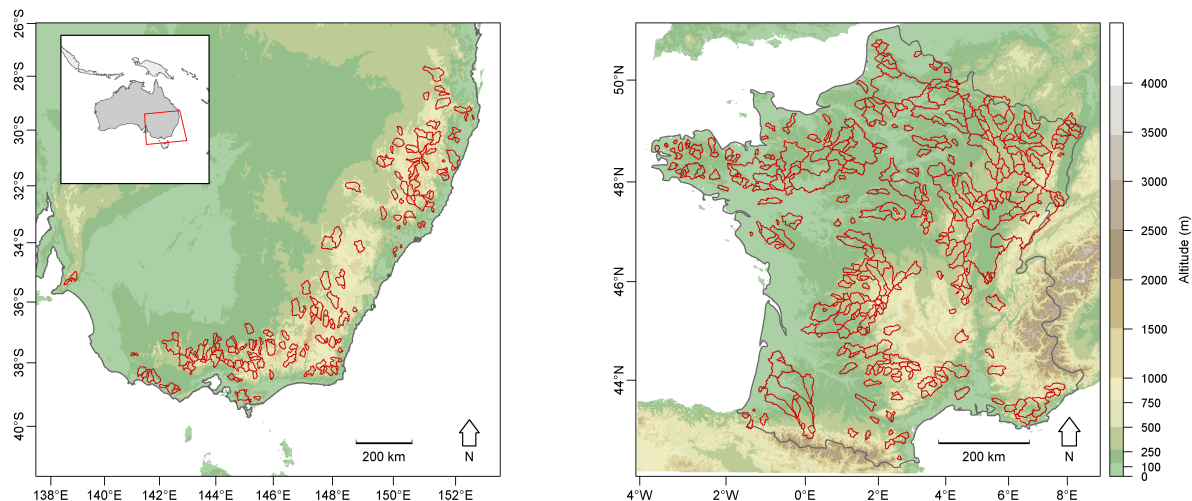 26°S
28°S
30°S
32°S
34°S
36°S
38°S
40°S
200 km
N
138°E 140°E 142°E 144°E 146°E 148°E 150°E 152°E
50°N
48°N
46°N
44°N
200 km
N
4°W 2°W 0°E 2°E 4°E 6°E 8°E
4000
3500
3000
2500
2000
1500
1000
750
500
250
100
0
Altitude (m)